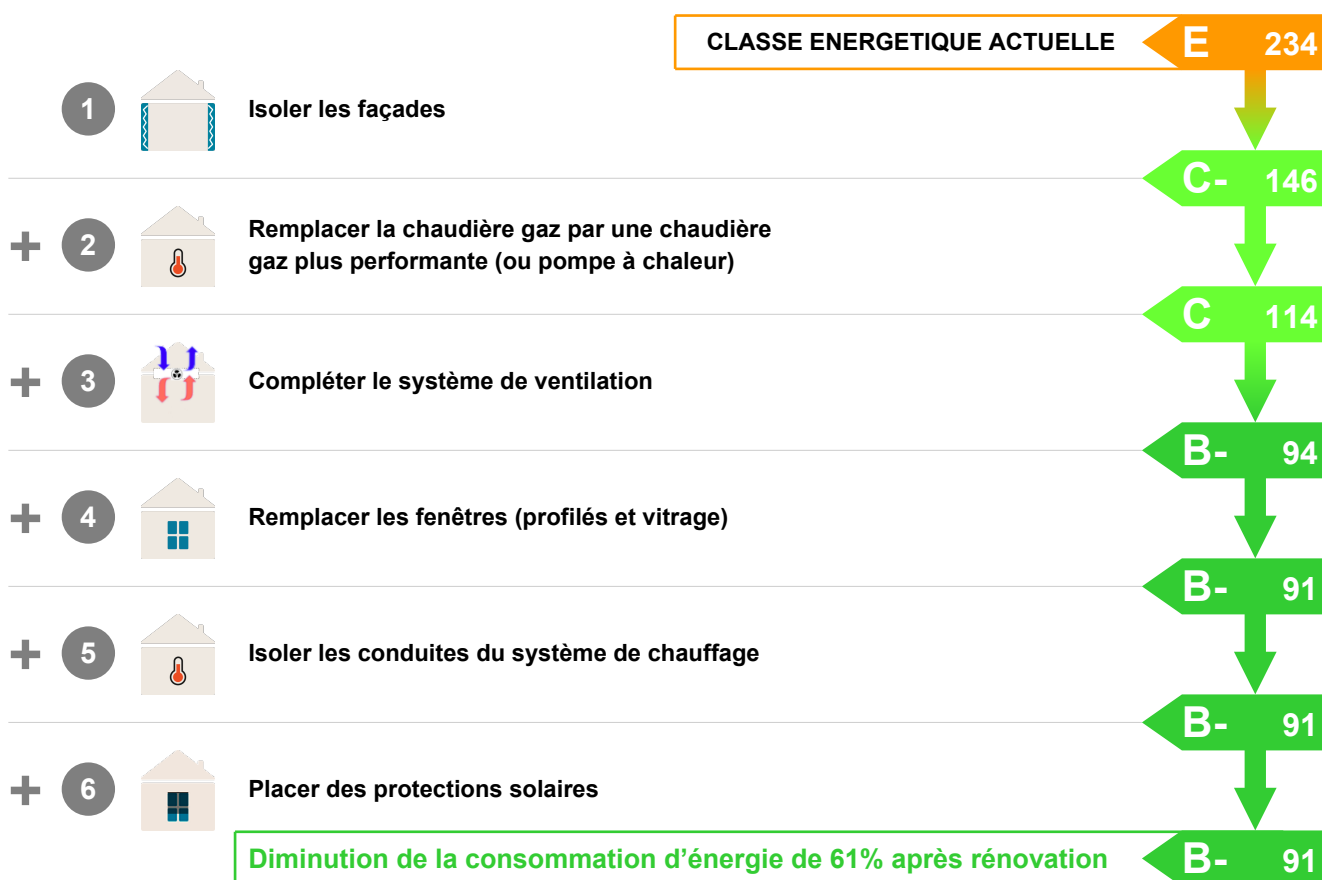 CLASSE ENERGETIQUE ACTUELLE E 234
1 Isoler les façades
C- 146
+ 2 Remplacer la chaudière gaz par une chaudière
gaz plus performante (ou pompe à chaleur)
C 114
+ 3 Compléter le système de ventilation
B- 94
+ 4 Remplacer les fenêtres (profilés et vitrage)
B- 91
+ 5 Isoler les conduites du système de chauffage
B- 91
+ 6 Placer des protections solaires
Diminution de la consommation d’énergie de 61% après rénovation B- 91